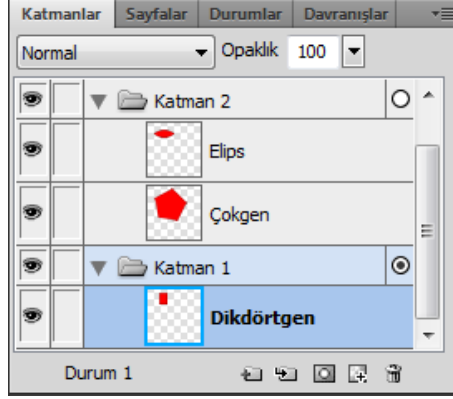 Katmanlar Sayfalar Durumlar Davranışlar
Normal Opaklık 100
Katman 2
Elips
Çokgen
Katman 1
Dikdörtgen
Durum 1